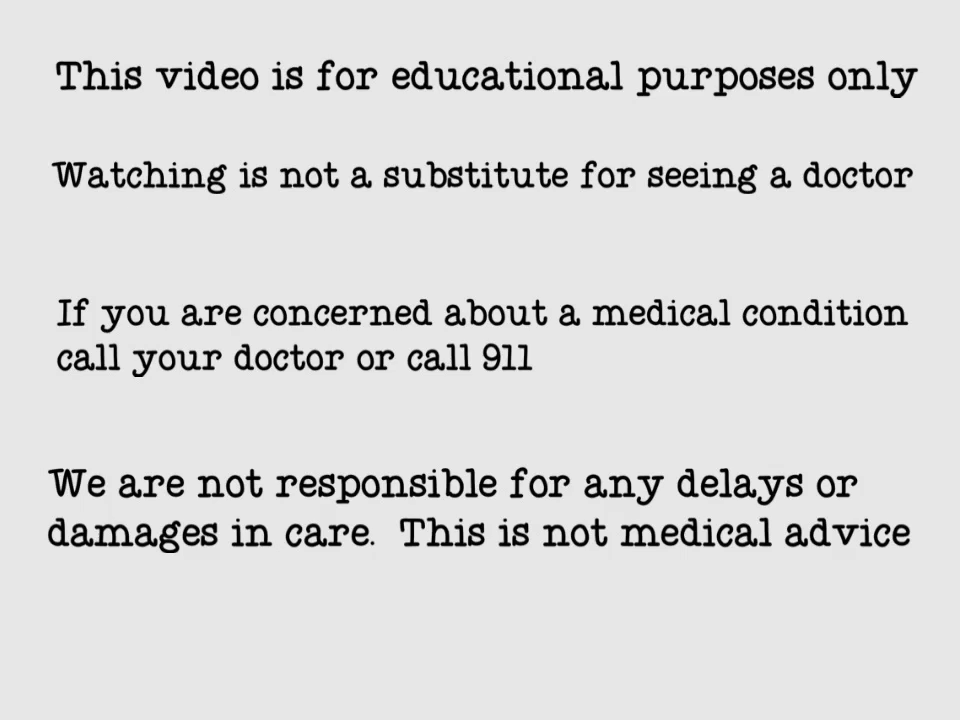 This video is for educational purposes only
Watching is not a substitute for seeing a doctor
If you are concerned about a medical condition
call your doctor or call 911
We are not responsible for any delays or
damages in care. This is not medical advice